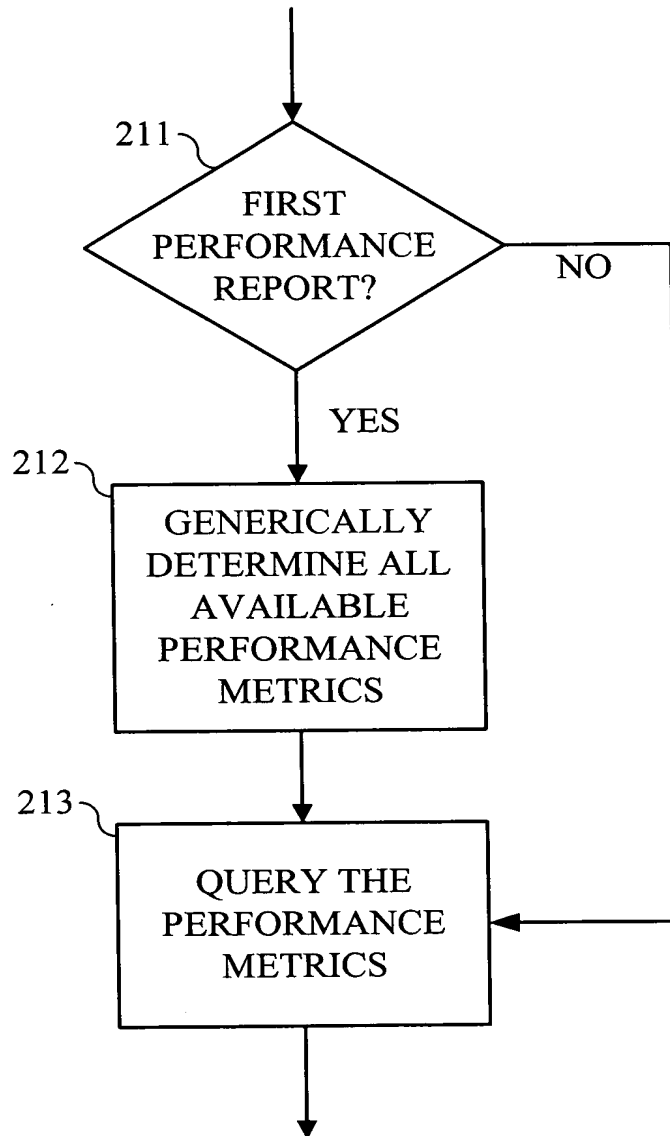 211
FIRST
PERFORMANCE
REPORT?
NO
YES
212
GENERICALLY
DETERMINE ALL
AVAILABLE
PERFORMANCE
METRICS
213
QUERY THE
PERFORMANCE
METRICS